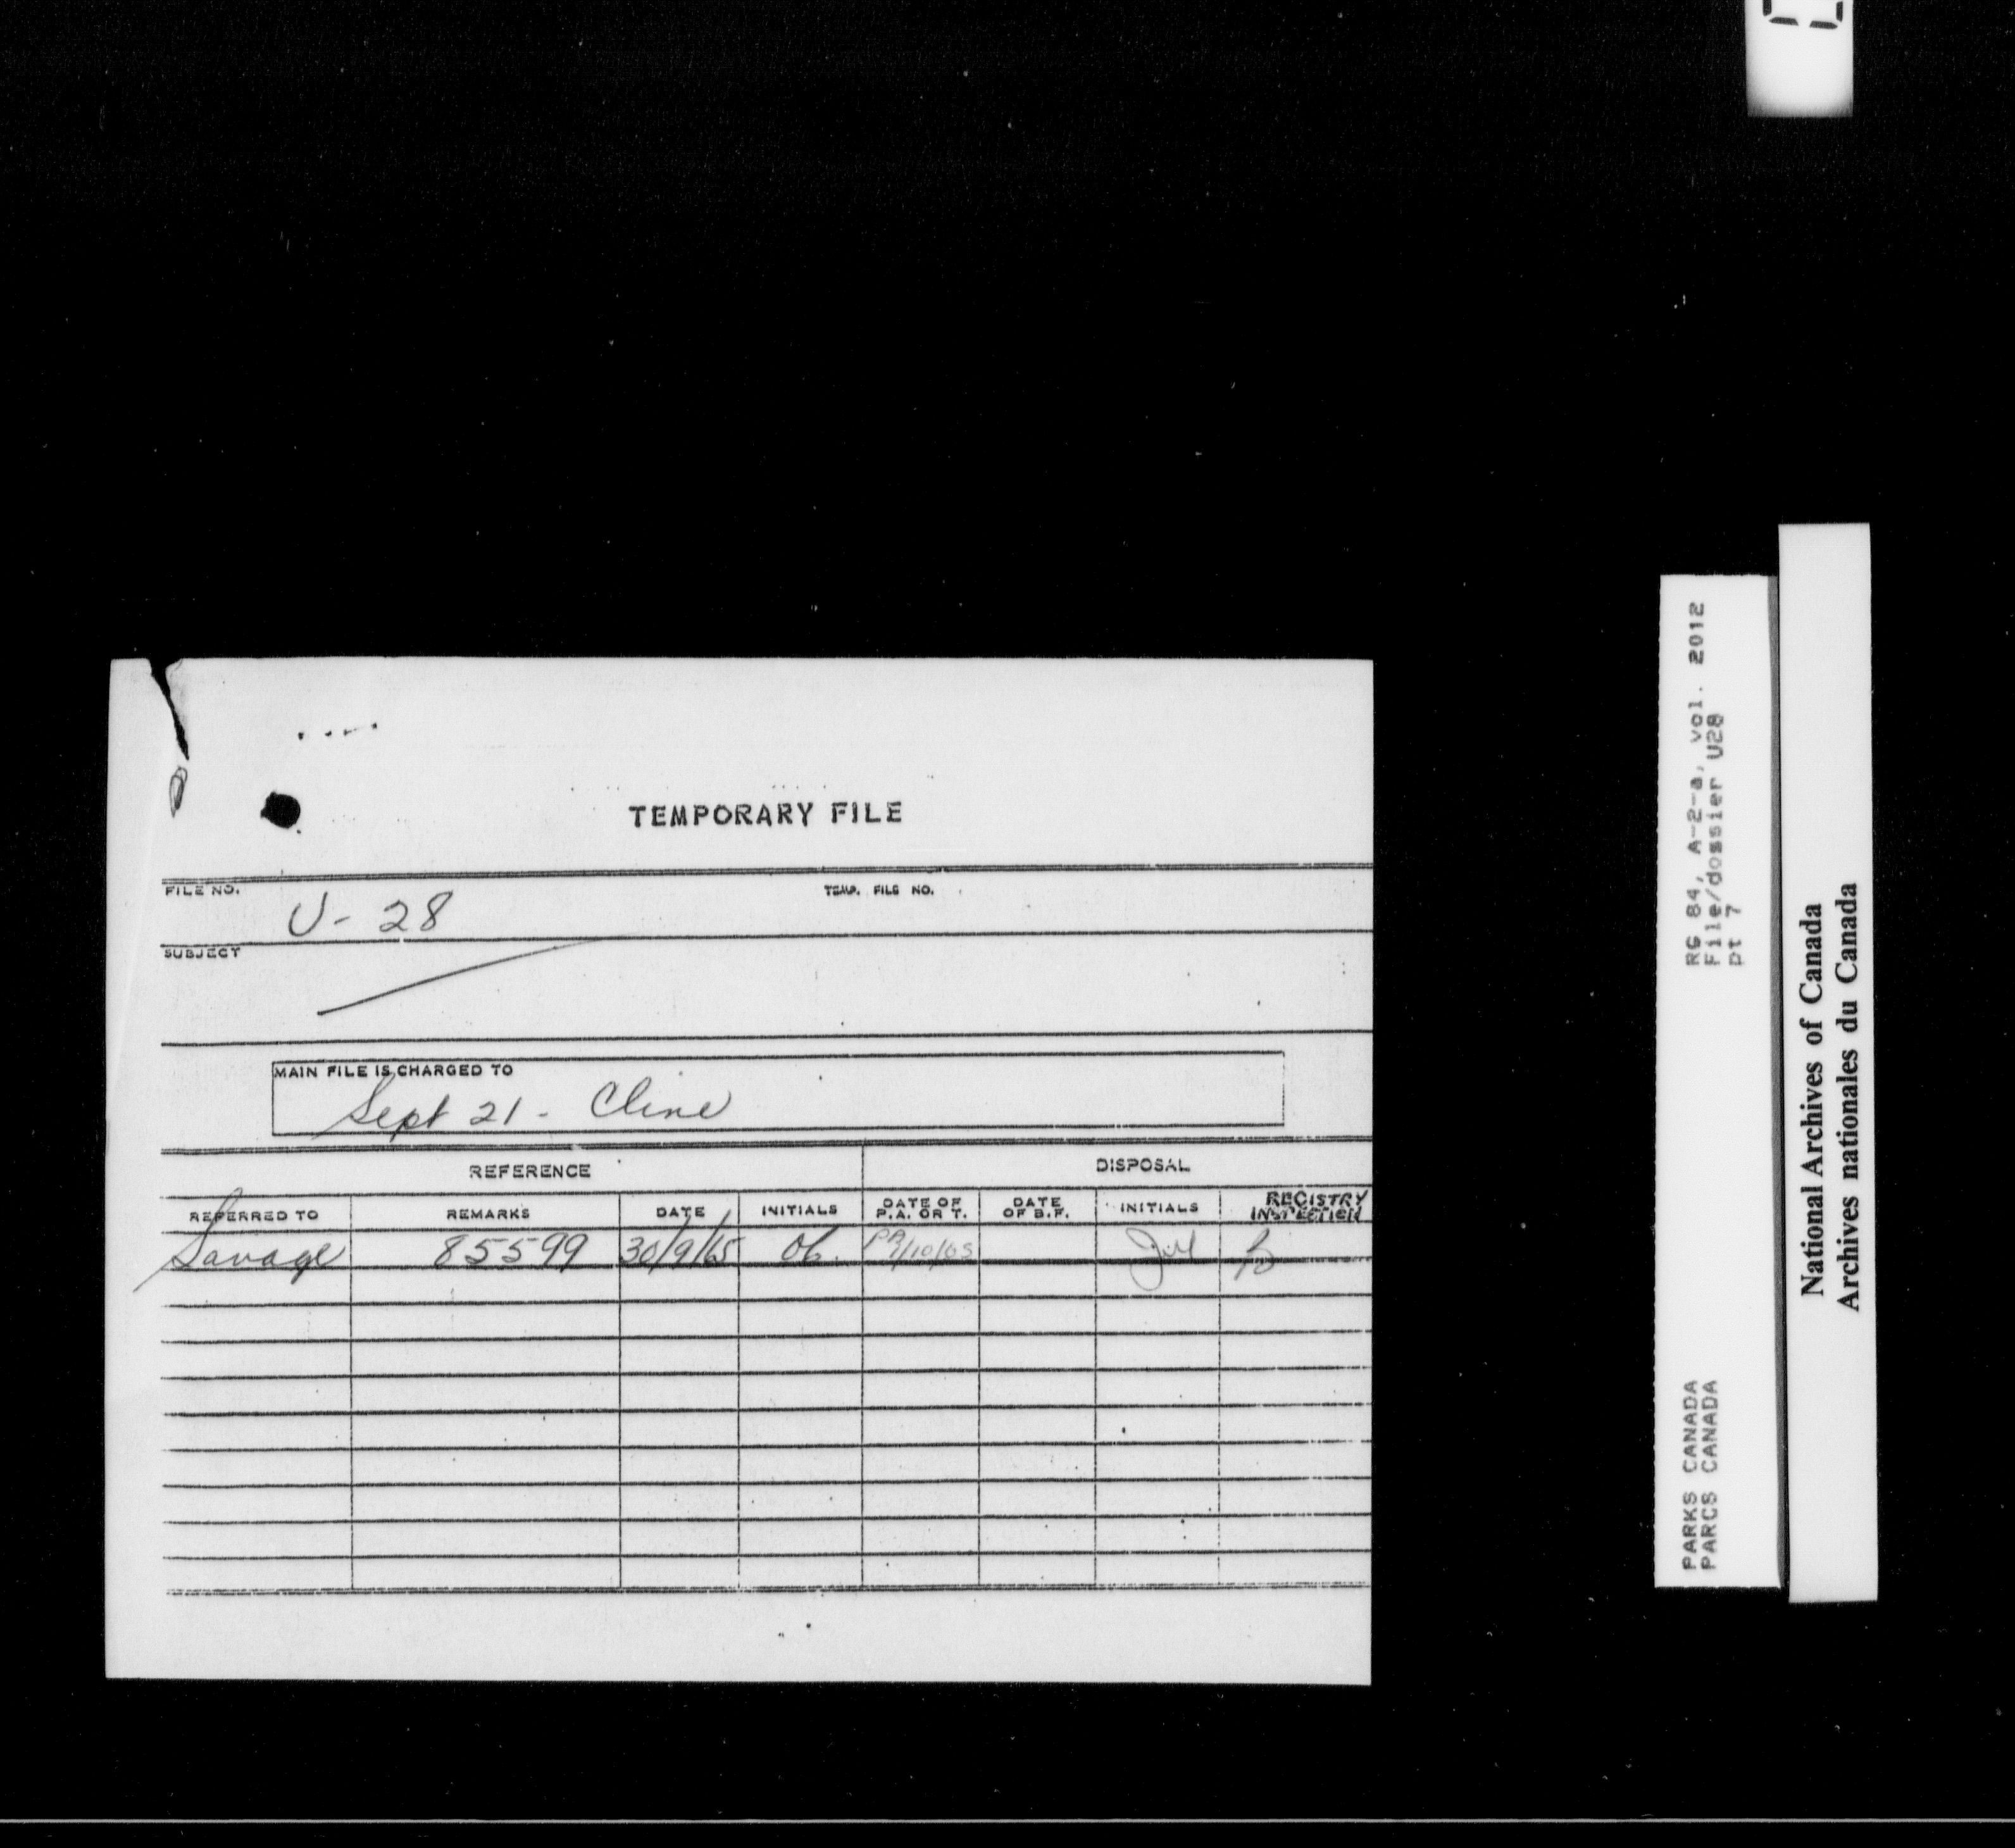 TEMPORARY FILE
FILE NO. U-28 TEMP. FILE NO.
SUBJECT
MAIN FILE IS CHARGED TO
Sept 21 - Cline
REFERENCE DISPOSAL
REFERRED TO REMARKS DATE INITIALS DATE OF P.A. OR T. DATE OF B.F. INITIALS REGISTRY INSPECTION
Savage 85599 30/9/65
RG 84, A-2-a, vol. 2012
File/dossier U28
pt 7
PARKS CANADA
PARCS CANADA
National Archives of Canada
Archives nationales du Canada